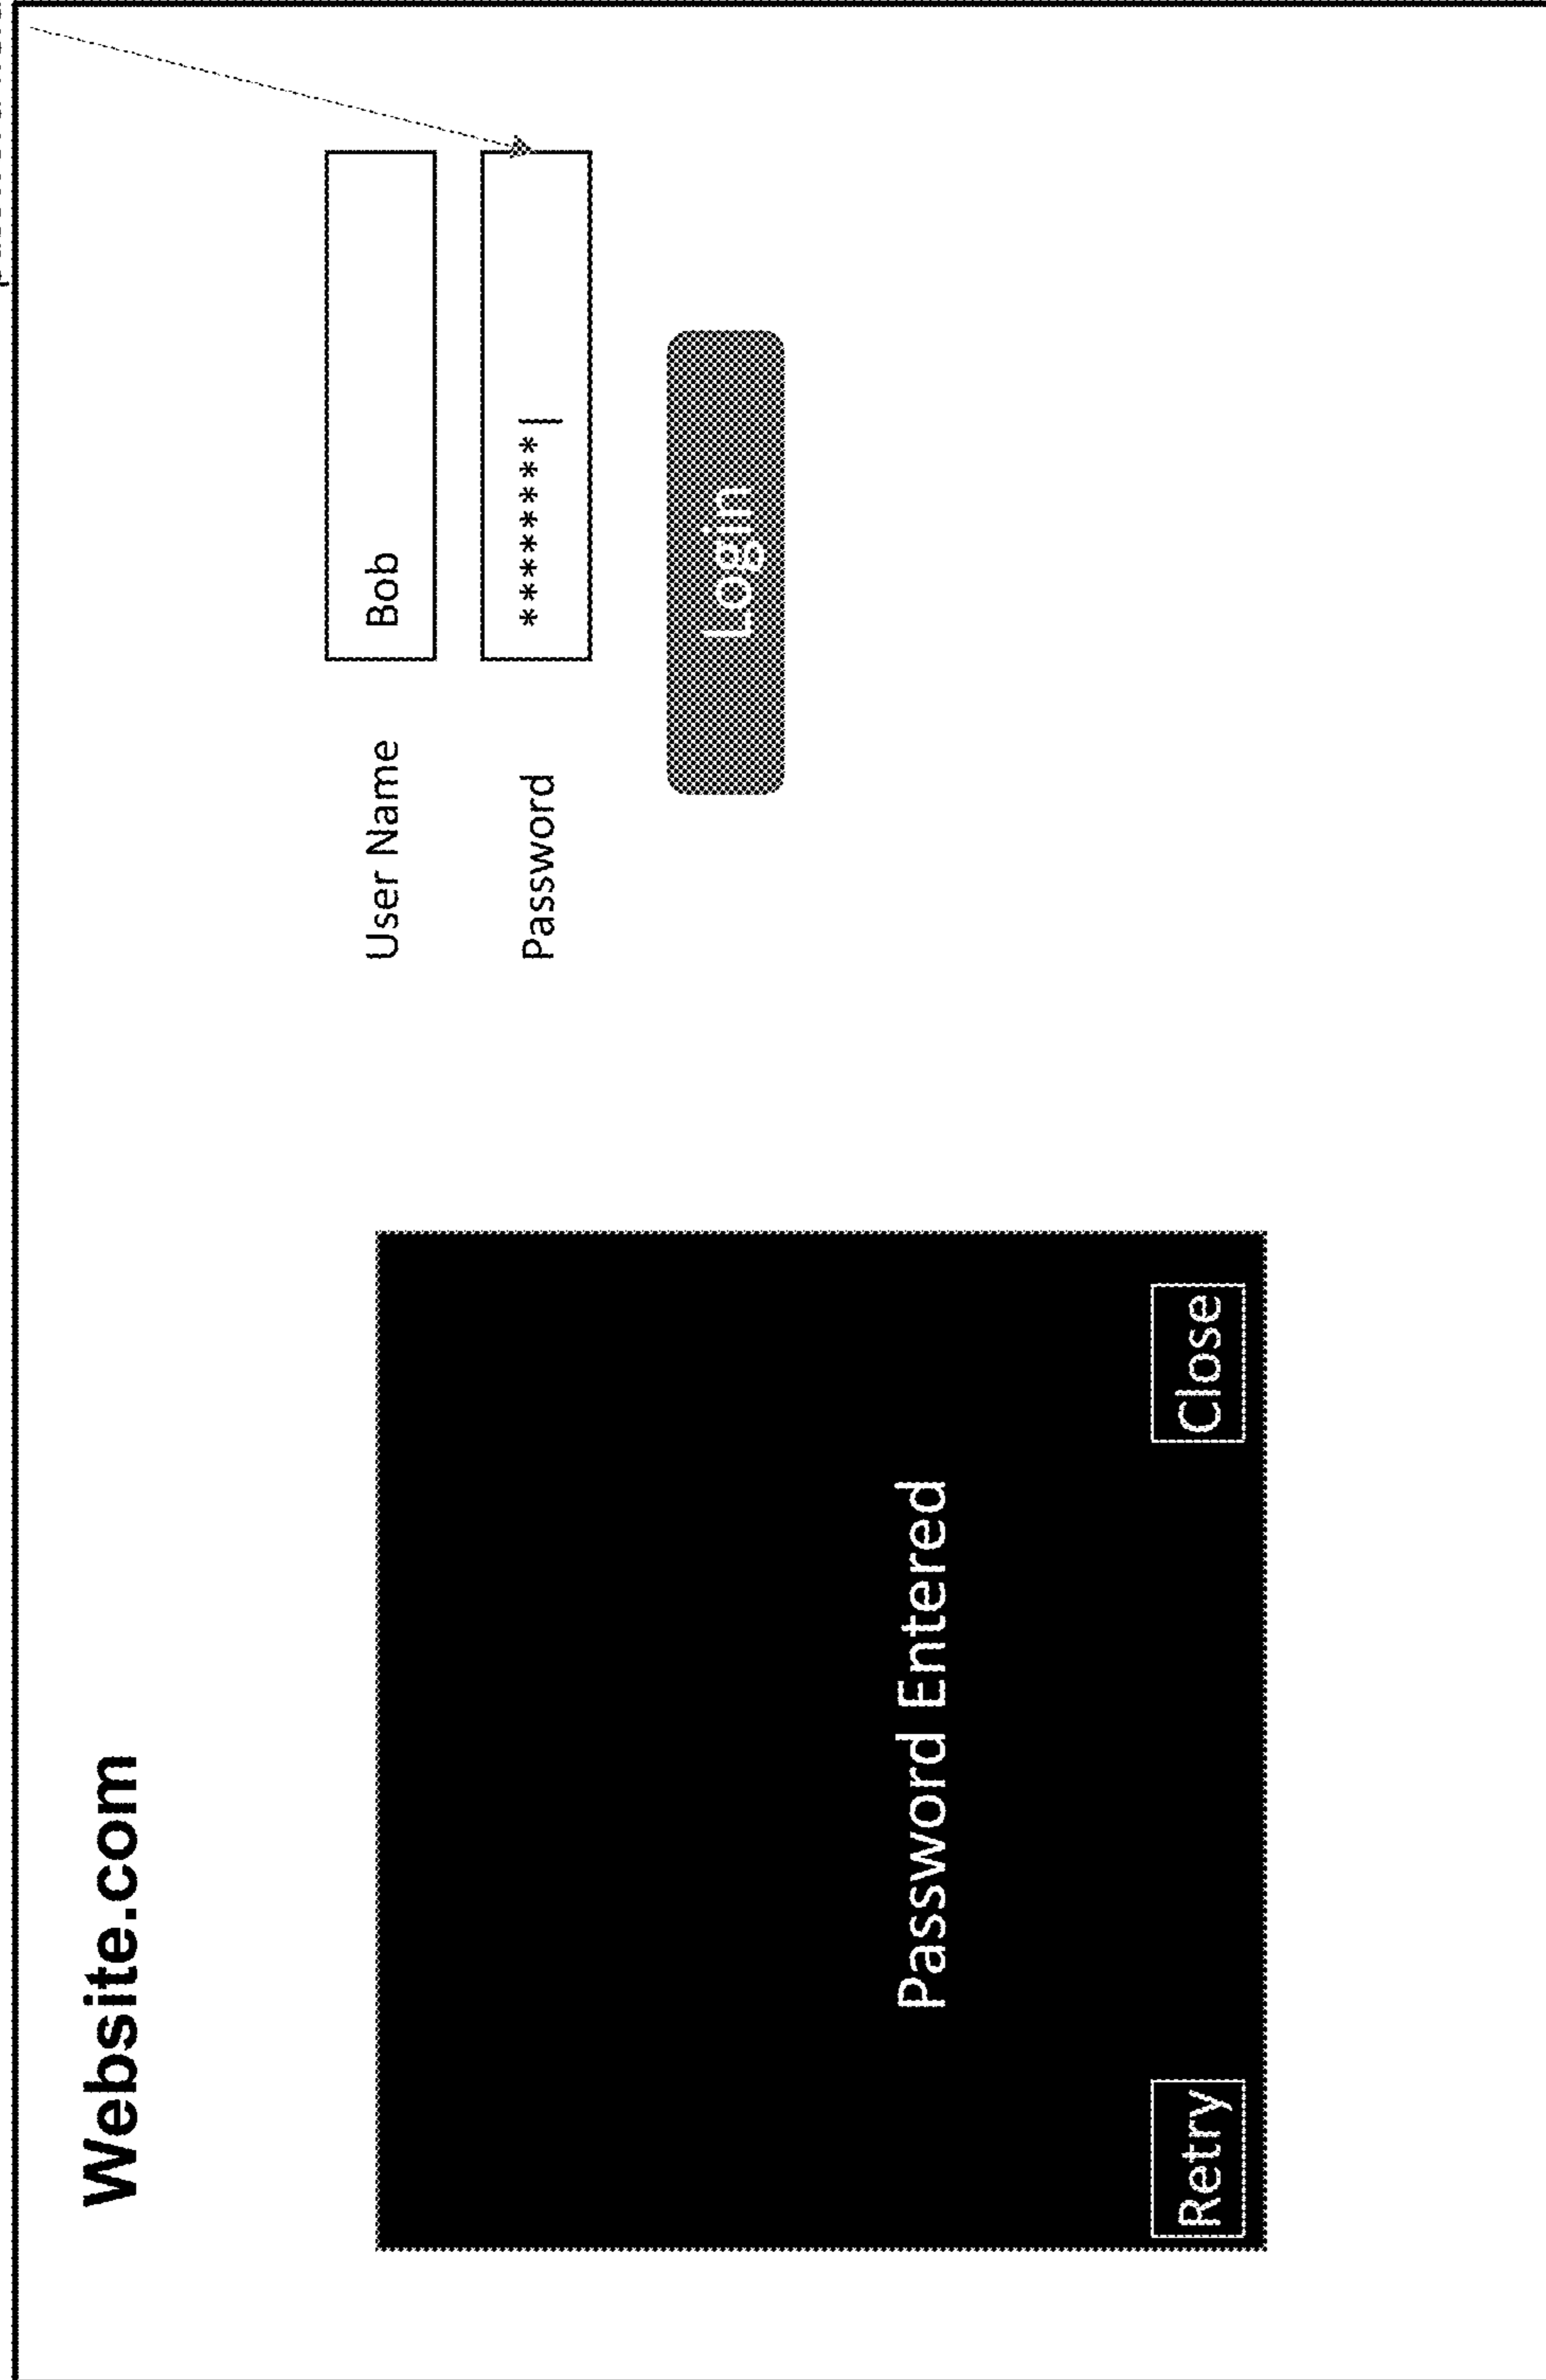 Website.com
User Name Bob
Password ********|
Login
Password Entered
Retry Close